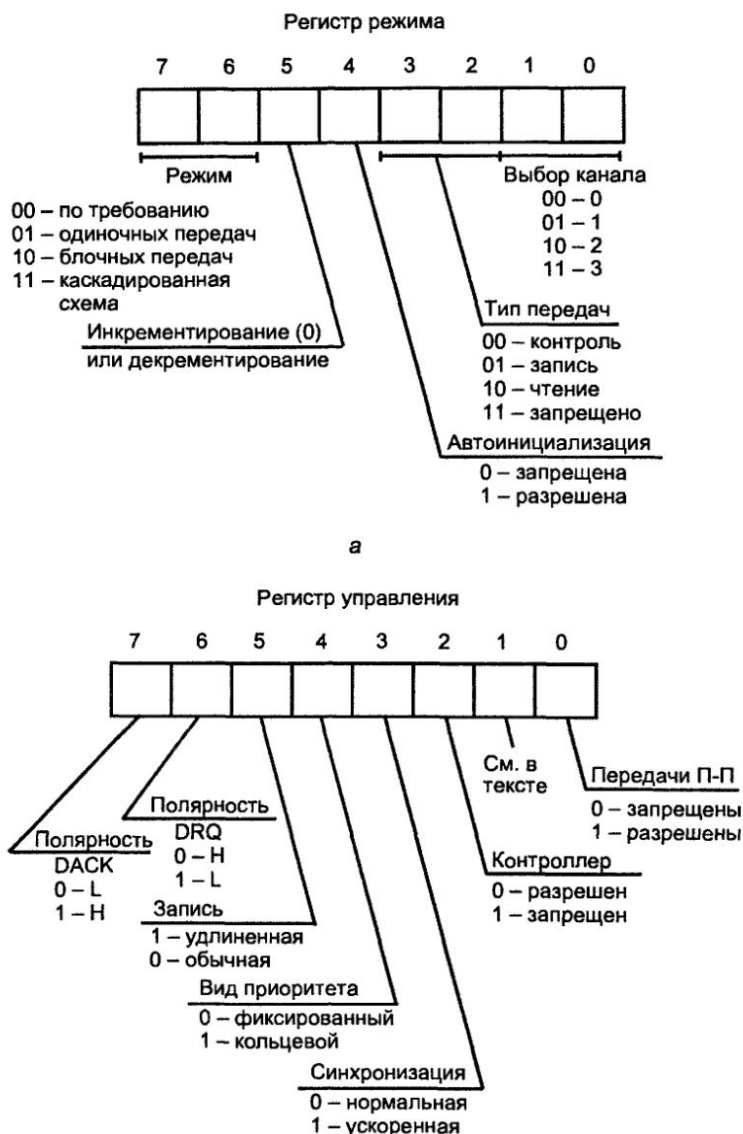 Регистр режима
7 6 5 4 3 2 1 0
Режим
00 – по требованию
01 – одиночных передач
10 – блочных передач
11 – каскадированная
схема
Выбор канала
00 – 0
01 – 1
10 – 2
11 – 3
Инкрементирование (0)
или декрементирование
Тип передач
00 – контроль
01 – запись
10 – чтение
11 – запрещено
Автоинициализация
0 – запрещена
1 – разрешена
а
Регистр управления
7 6 5 4 3 2 1 0
Полярность
DACK
0 – L
1 – H
Полярность
DRQ
0 – H
1 – L
Запись
1 – удлиненная
0 – обычная
Вид приоритета
0 – фиксированный
1 – кольцевой
Синхронизация
0 – нормальная
1 – ускоренная
Контроллер
0 – разрешен
1 – запрещен
См. в
тексте
Передачи П-П
0 – запрещены
1 – разрешены